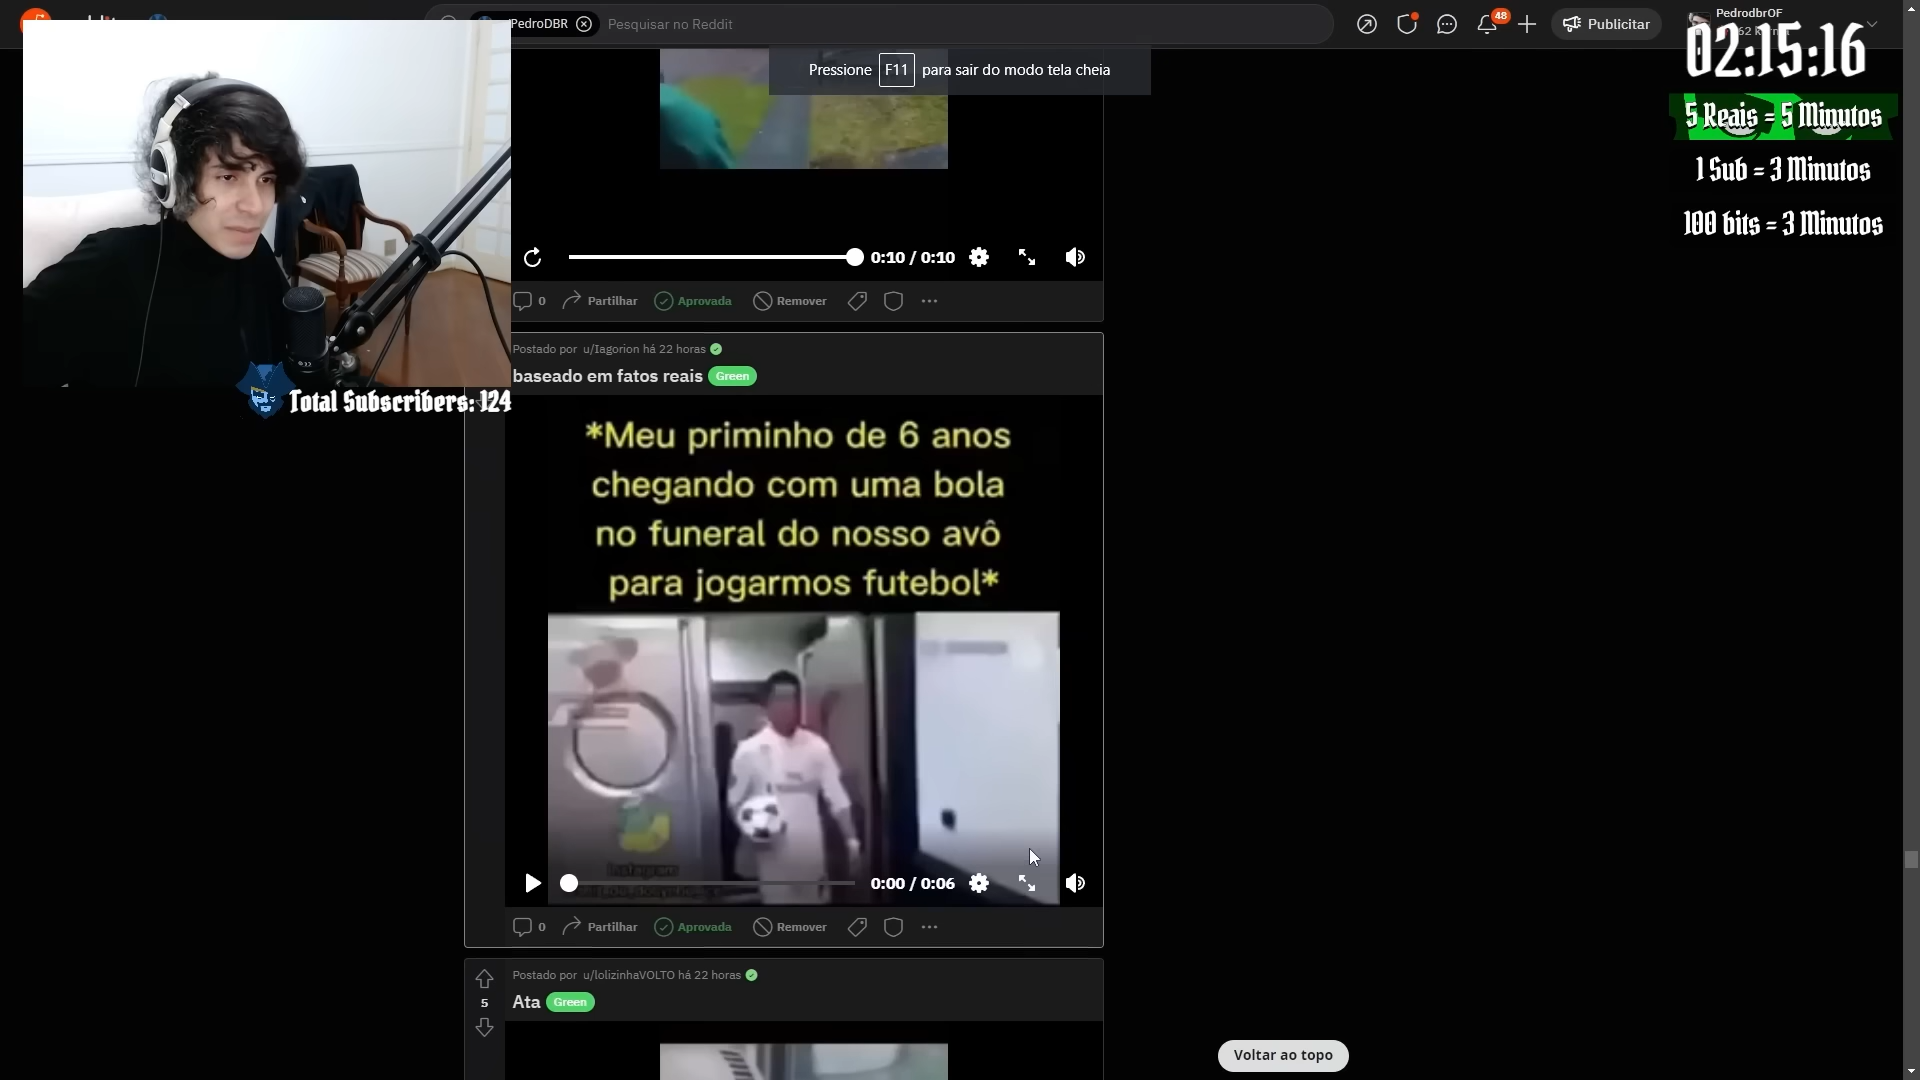 PedroDBR
Pesquisar no Reddit
48
Publicitar
PedrodbrOF
02:15:16
Pressione F11 para sair do modo tela cheia
5 Reais = 5 Minutos
1 Sub = 3 Minutos
100 bits = 3 Minutos
0:10 / 0:10
0 Partilhar Aprovada Remover
Postado por u/Iagorion há 22 horas
baseado em fatos reais Green
Total Subscribers: 124
*Meu priminho de 6 anos
chegando com uma bola
no funeral do nosso avô
para jogarmos futebol*
Instagram
0:00 / 0:06
0 Partilhar Aprovada Remover
Postado por u/lolizinhaVOLTO há 22 horas
5
Ata Green
Voltar ao topo